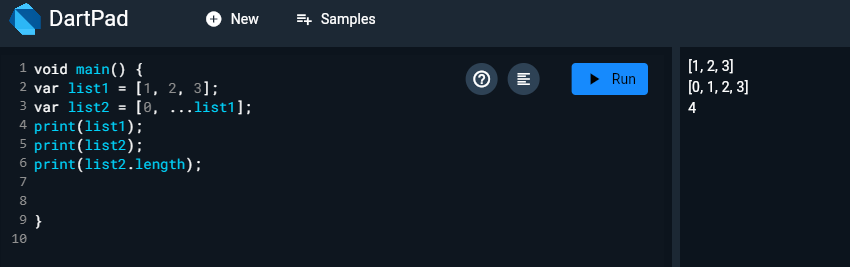 DartPad New Samples
Run
1 void main() {
2 var list1 = [1, 2, 3];
3 var list2 = [0, ...list1];
4 print(list1);
5 print(list2);
6 print(list2.length);
7
8
9 }
10
[1, 2, 3]
[0, 1, 2, 3]
4